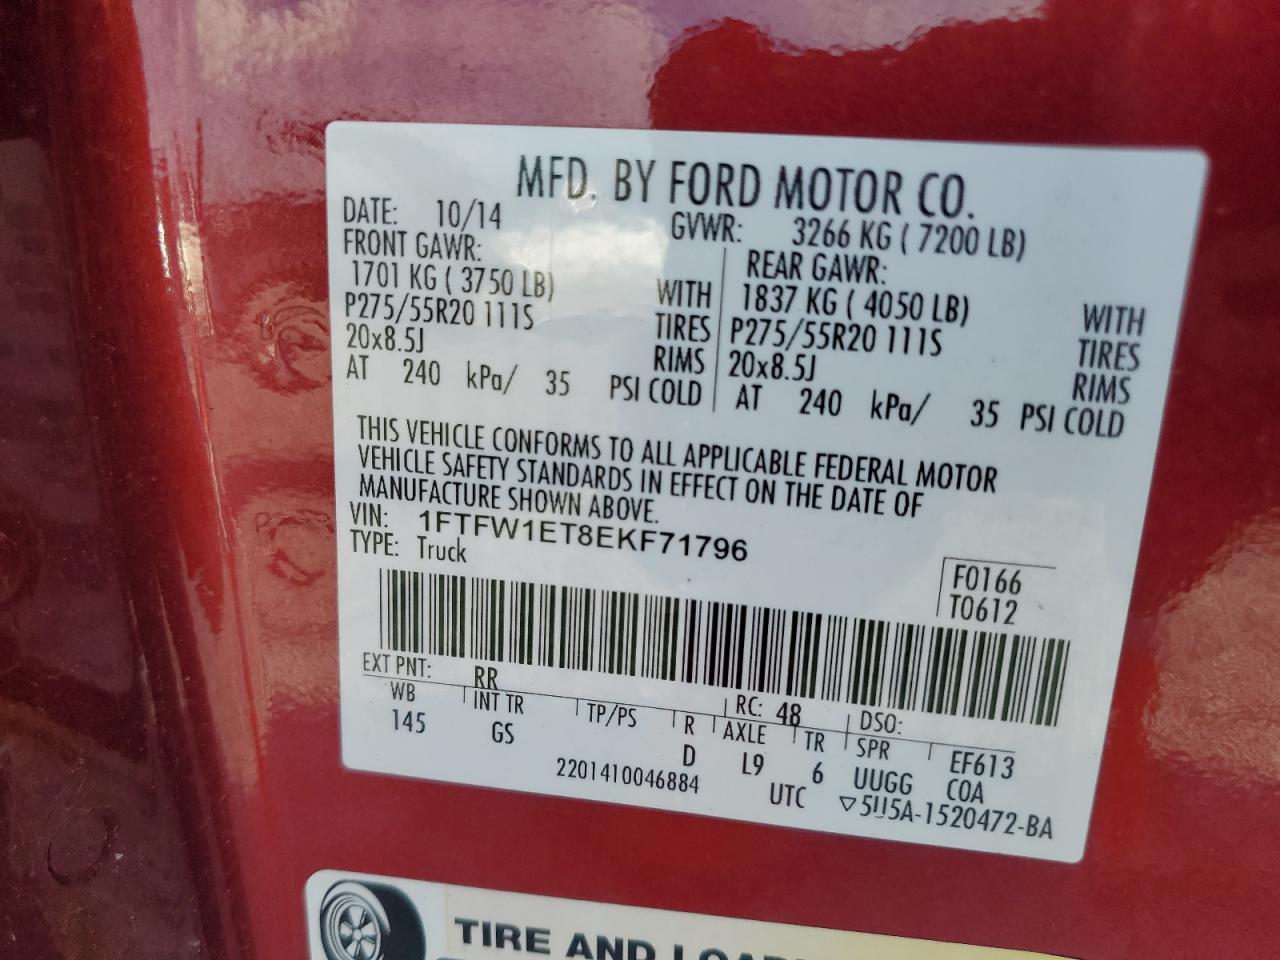 MFD. BY FORD MOTOR CO.
DATE: 10/14 GVWR: 3266 KG ( 7200 LB)
FRONT GAWR: REAR GAWR:
1701 KG ( 3750 LB) WITH 1837 KG ( 4050 LB) WITH
P275/55R20 111S TIRES P275/55R20 111S TIRES
20x8.5J RIMS 20x8.5J RIMS
AT 240 kPa/ 35 PSI COLD AT 240 kPa/ 35 PSI COLD
THIS VEHICLE CONFORMS TO ALL APPLICABLE FEDERAL MOTOR
VEHICLE SAFETY STANDARDS IN EFFECT ON THE DATE OF
MANUFACTURE SHOWN ABOVE.
VIN: 1FTFW1ET8EKF71796
TYPE: Truck
F0166
T0612
EXT PNT: RR RC: 48 DSO:
WB INT TR TP/PS R AXLE TR SPR EF613
145 GS D L9 6 UUGG COA
2201410046884 UTC ▽5U5A-1520472-BA
TIRE AND